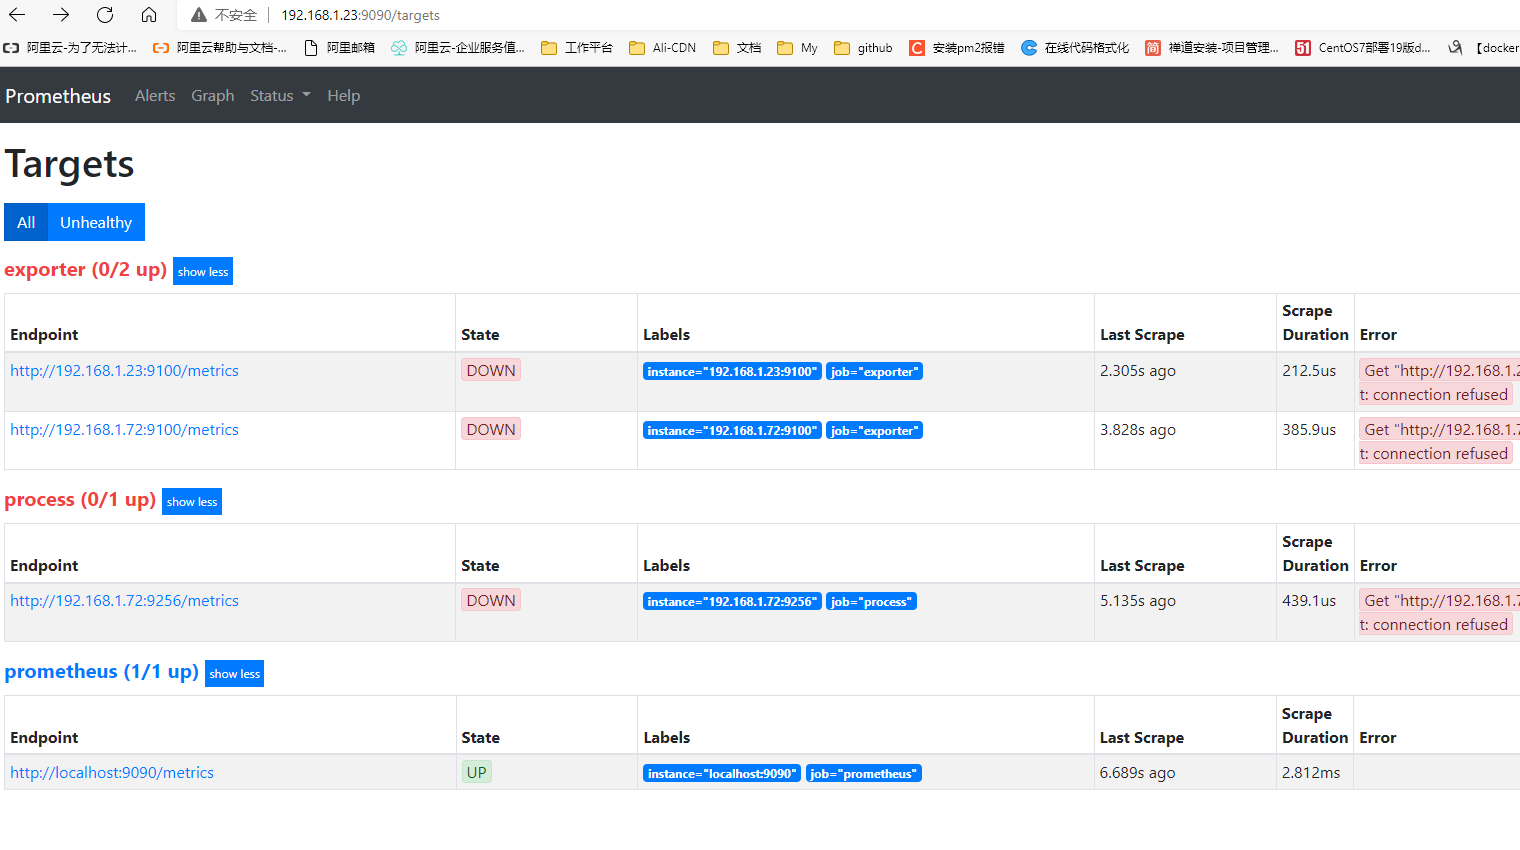 不安全 192.168.1.23:9090/targets
阿里云-为了无法计... 阿里云帮助与文档-... 阿里邮箱 阿里云-企业服务值... 工作平台 Ali-CDN 文档 My github 安装pm2报错 在线代码格式化 禅道安装-项目管理... CentOS7部署19版d... 【docker
Prometheus Alerts Graph Status Help
Targets
All Unhealthy
exporter (0/2 up) show less
Endpoint State Labels Last Scrape Scrape Duration Error
http://192.168.1.23:9100/metrics DOWN instance="192.168.1.23:9100" job="exporter" 2.305s ago 212.5us Get "http://192.168.1.2
t: connection refused
http://192.168.1.72:9100/metrics DOWN instance="192.168.1.72:9100" job="exporter" 3.828s ago 385.9us Get "http://192.168.1.7
t: connection refused
process (0/1 up) show less
Endpoint State Labels Last Scrape Scrape Duration Error
http://192.168.1.72:9256/metrics DOWN instance="192.168.1.72:9256" job="process" 5.135s ago 439.1us Get "http://192.168.1.7
t: connection refused
prometheus (1/1 up) show less
Endpoint State Labels Last Scrape Scrape Duration Error
http://localhost:9090/metrics UP instance="localhost:9090" job="prometheus" 6.689s ago 2.812ms